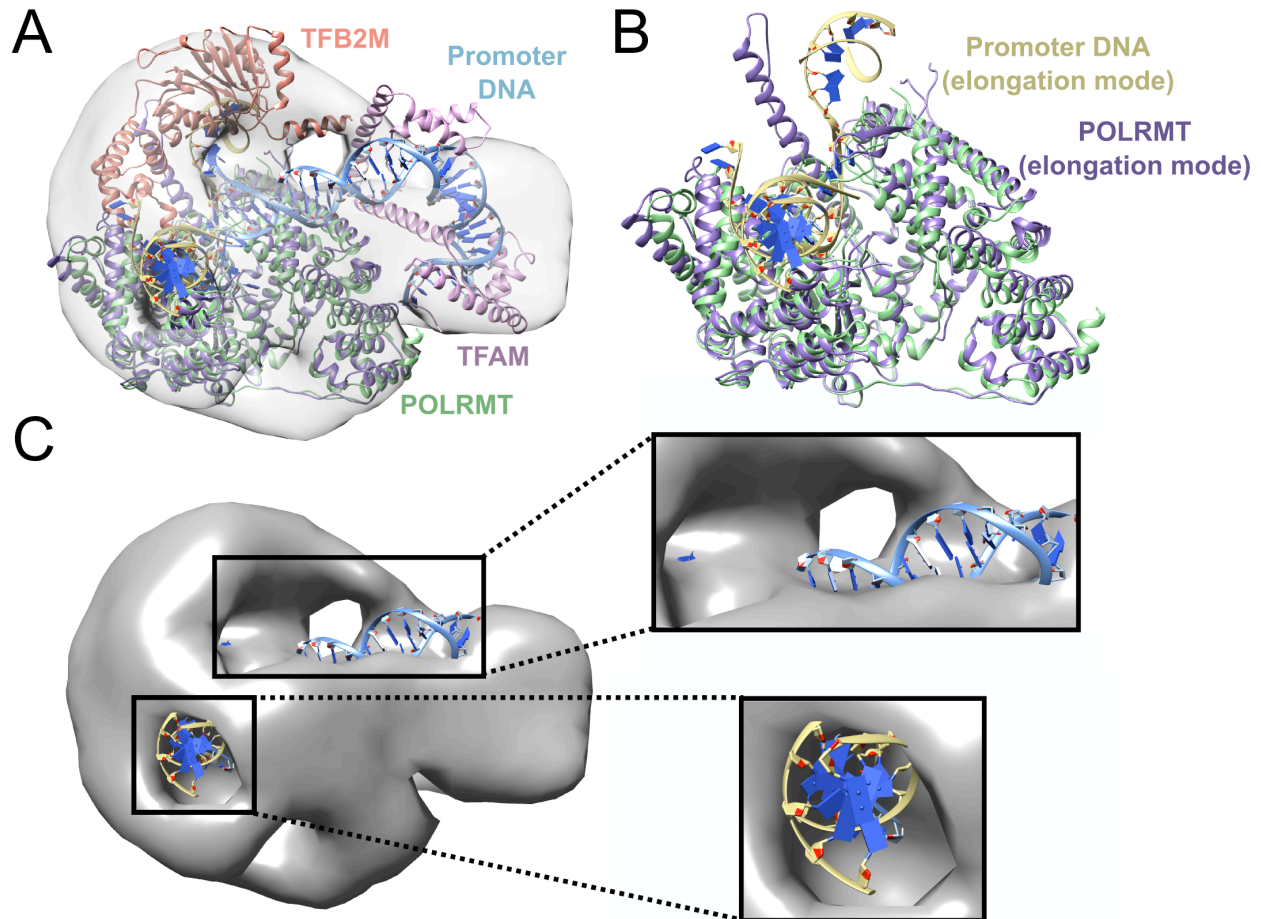 A
TFB2M
Promoter
DNA
TFAM
POLRMT
B
Promoter DNA
(elongation mode)
POLRMT
(elongation mode)
C